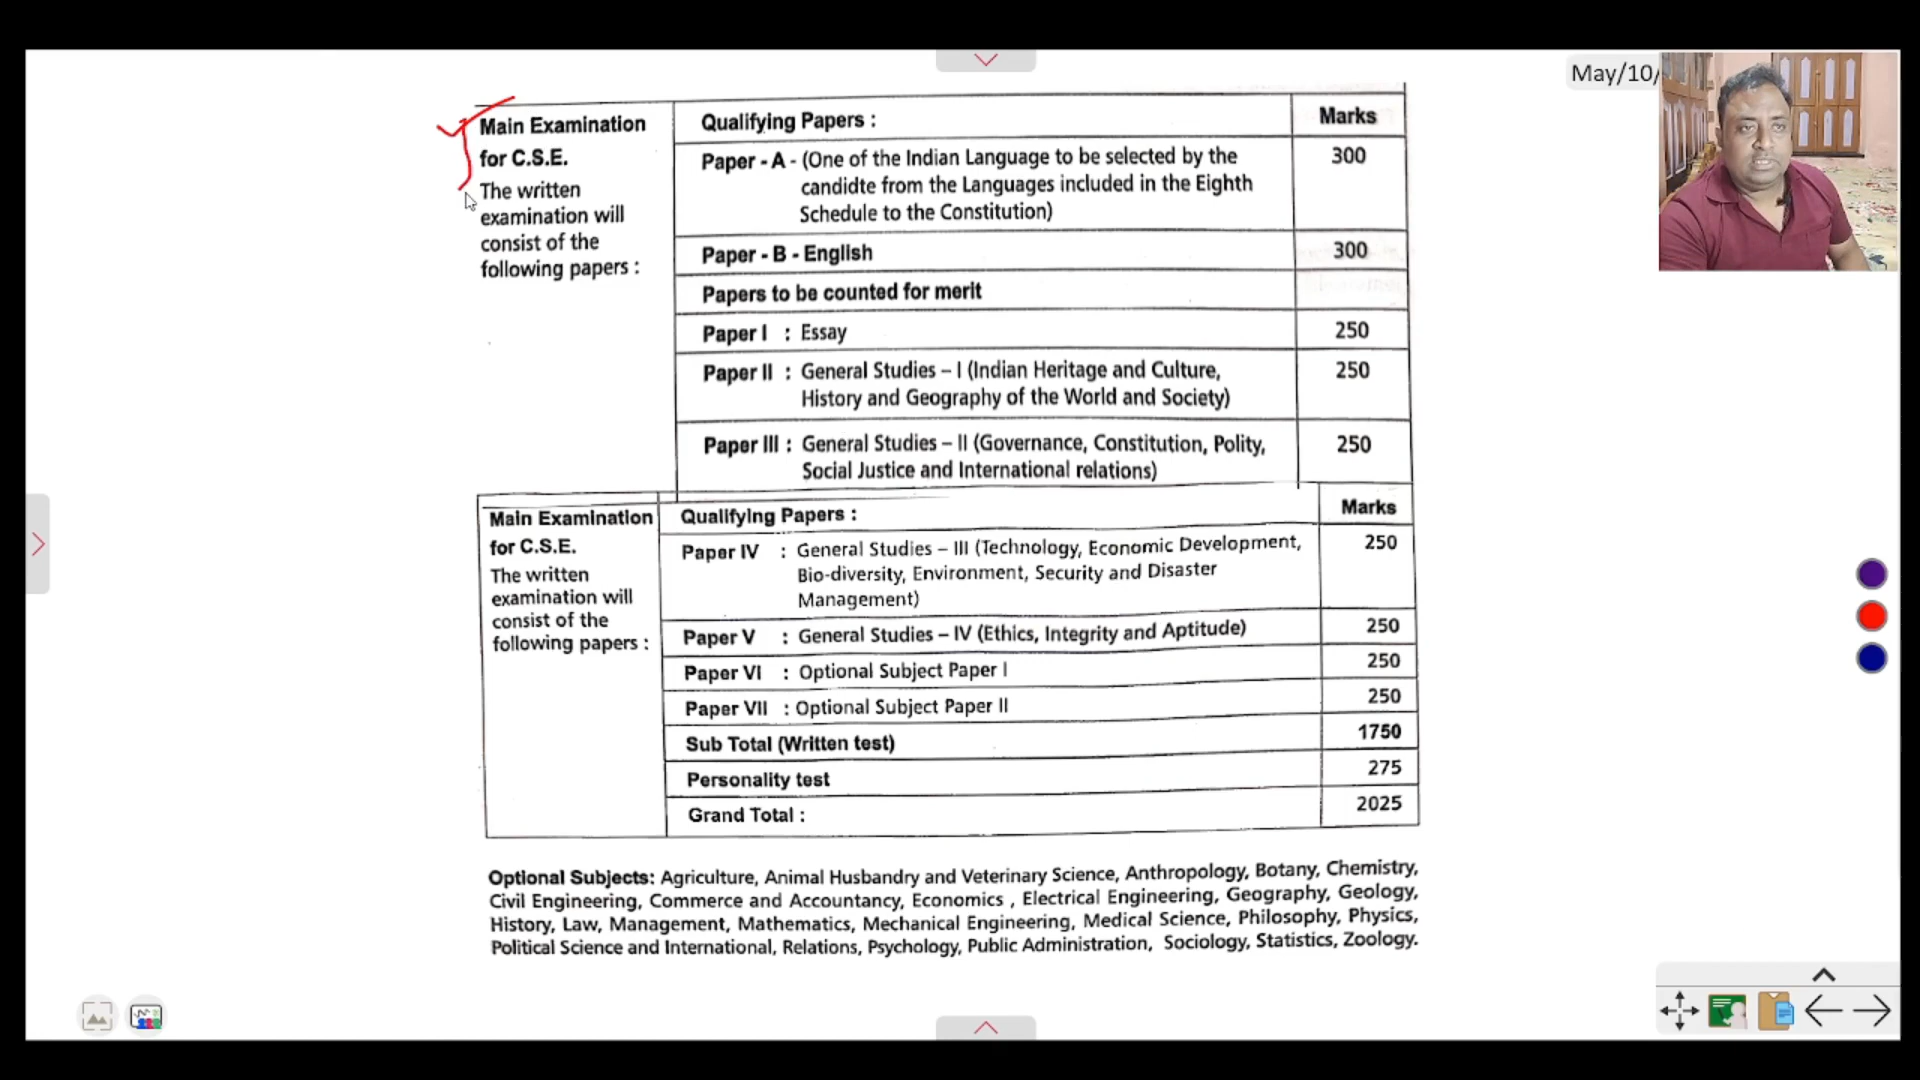 May/10/
Main Examination
for C.S.E.
The written
examination will
consist of the
following papers :
Qualifying Papers :
Marks
Paper - A - (One of the Indian Language to be selected by the
candidte from the Languages included in the Eighth
Schedule to the Constitution)
300
Paper - B - English
300
Papers to be counted for merit
Paper I : Essay
250
Paper II : General Studies – I (Indian Heritage and Culture,
History and Geography of the World and Society)
250
Paper III : General Studies – II (Governance, Constitution, Polity,
Social Justice and International relations)
250
Main Examination
for C.S.E.
The written
examination will
consist of the
following papers :
Qualifying Papers :
Marks
Paper IV : General Studies – III (Technology, Economic Development,
Bio-diversity, Environment, Security and Disaster
Management)
250
Paper V : General Studies – IV (Ethics, Integrity and Aptitude)
250
Paper VI : Optional Subject Paper I
250
Paper VII : Optional Subject Paper II
250
Sub Total (Written test)
1750
Personality test
275
Grand Total :
2025
Optional Subjects: Agriculture, Animal Husbandry and Veterinary Science, Anthropology, Botany, Chemistry,
Civil Engineering, Commerce and Accountancy, Economics , Electrical Engineering, Geography, Geology,
History, Law, Management, Mathematics, Mechanical Engineering, Medical Science, Philosophy, Physics,
Political Science and International, Relations, Psychology, Public Administration, Sociology, Statistics, Zoology.